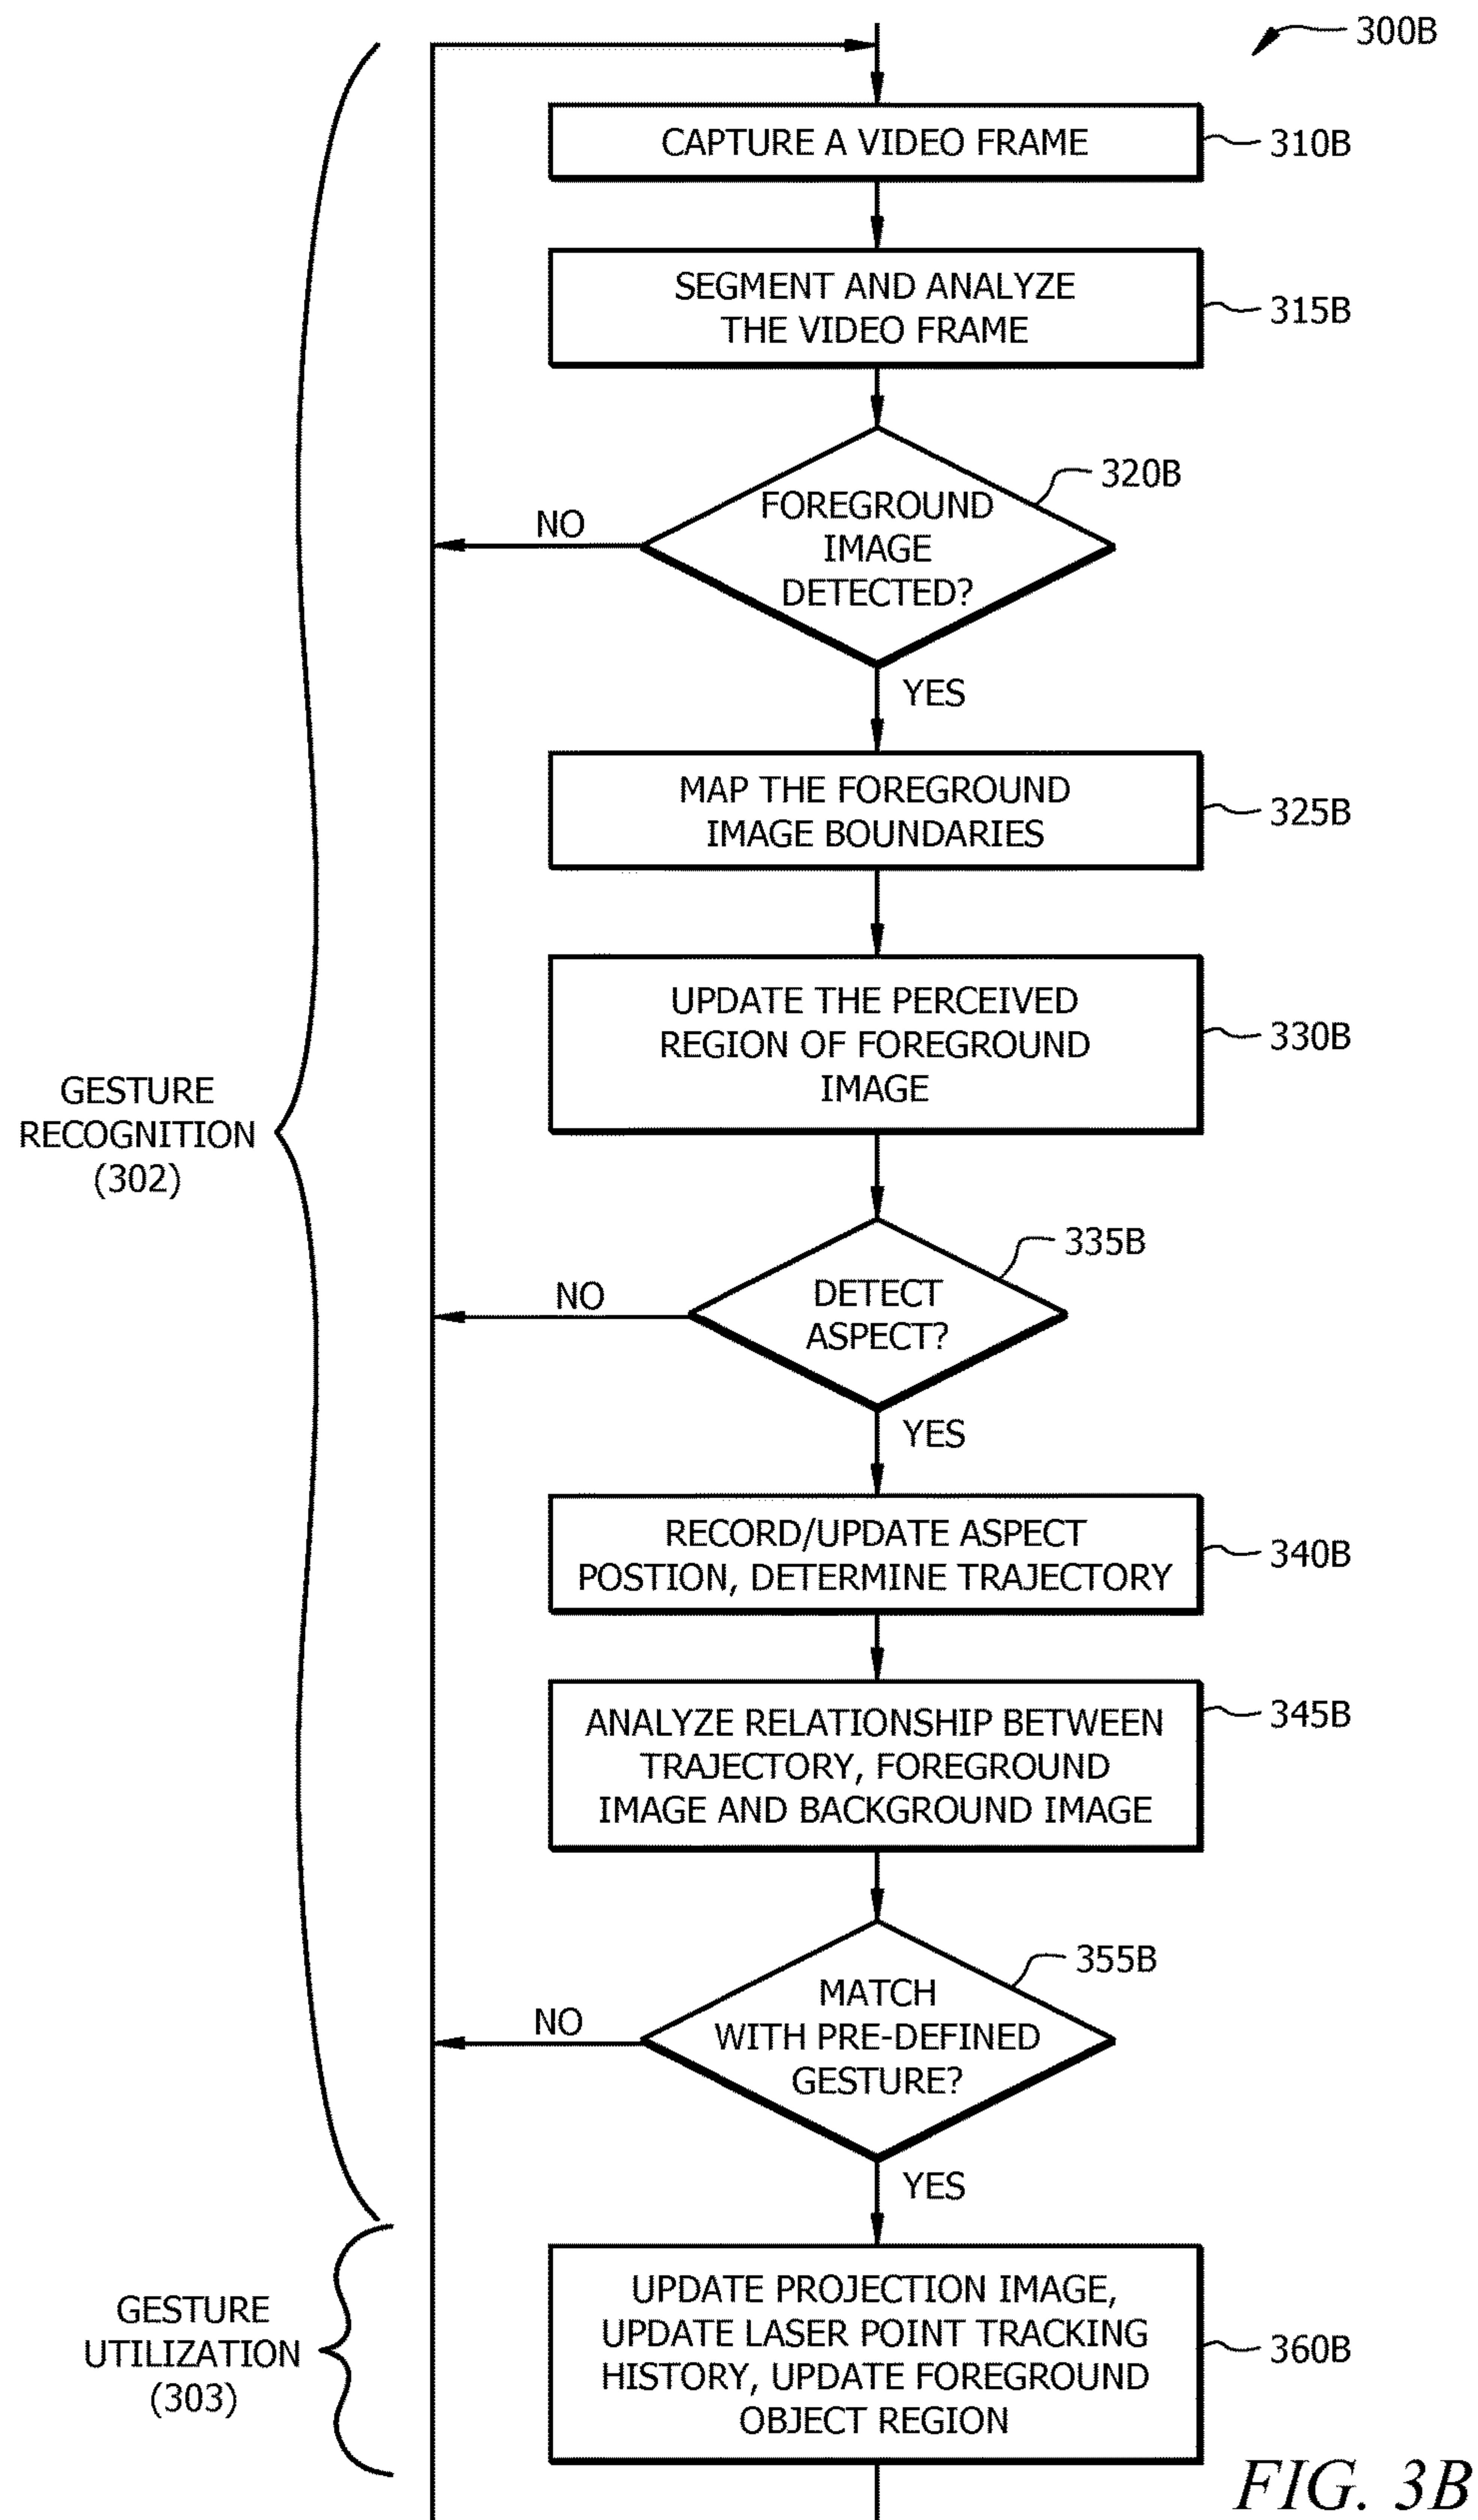 300B
CAPTURE A VIDEO FRAME
310B
SEGMENT AND ANALYZE
THE VIDEO FRAME
315B
FOREGROUND
IMAGE
DETECTED?
320B
NO
YES
MAP THE FOREGROUND
IMAGE BOUNDARIES
325B
UPDATE THE PERCEIVED
REGION OF FOREGROUND
IMAGE
330B
GESTURE
RECOGNITION
(302)
DETECT
ASPECT?
335B
NO
YES
RECORD/UPDATE ASPECT
POSTION, DETERMINE TRAJECTORY
340B
ANALYZE RELATIONSHIP BETWEEN
TRAJECTORY, FOREGROUND
IMAGE AND BACKGROUND IMAGE
345B
MATCH
WITH PRE-DEFINED
GESTURE?
355B
NO
YES
UPDATE PROJECTION IMAGE,
UPDATE LASER POINT TRACKING
HISTORY, UPDATE FOREGROUND
OBJECT REGION
360B
GESTURE
UTILIZATION
(303)
FIG. 3B